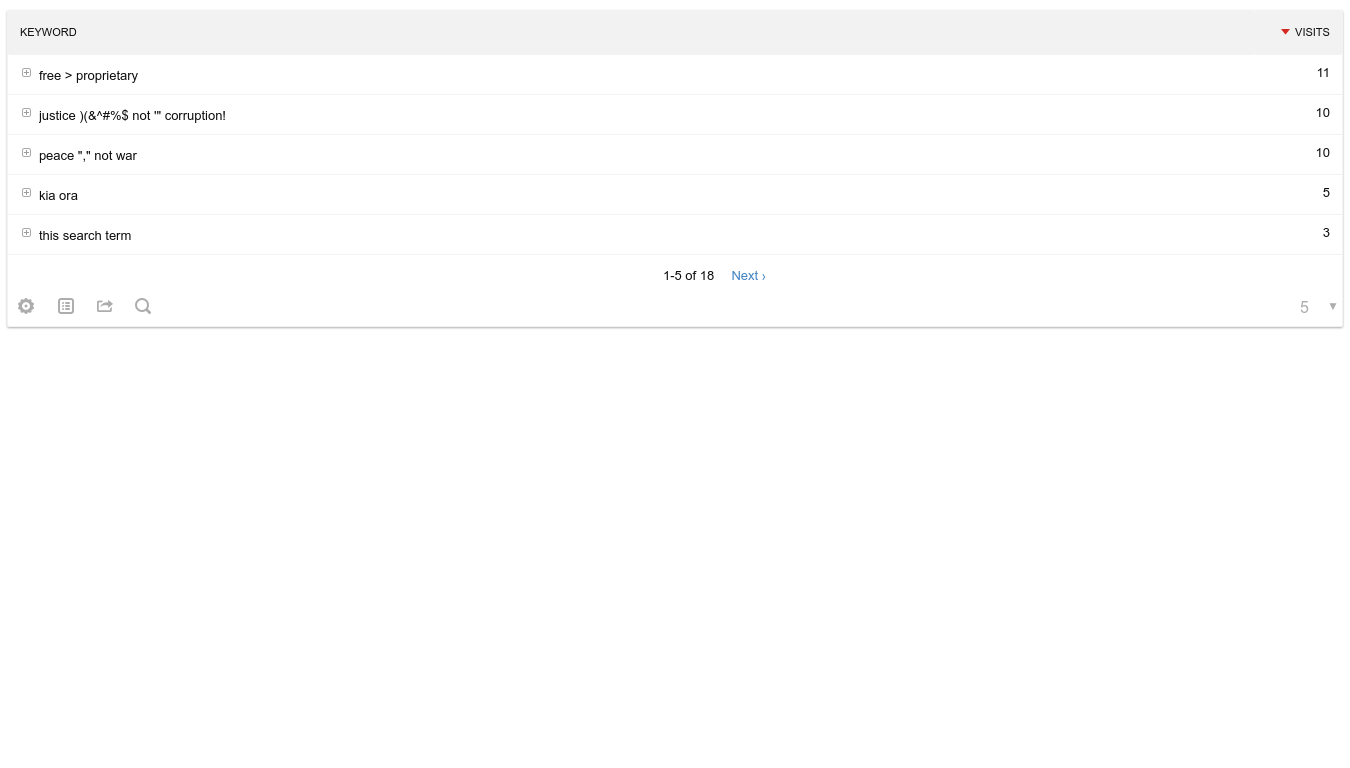 KEYWORD VISITS
free > proprietary 11
justice )(&^#%$ not '" corruption! 10
peace "," not war 10
kia ora 5
this search term 3
1-5 of 18 Next ›
5